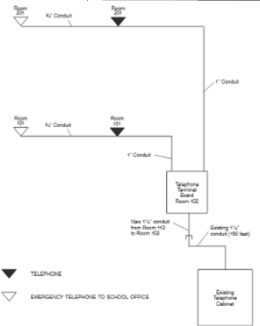 Room
201
¾" Conduit
Room
201
1" Conduit
Room
101
¾" Conduit
Room
101
1" Conduit
Telephone
Terminal
Board
Room 102
New 1¼" conduit
from Room 113
to Room 102
Existing 1¼"
conduit (+50 feet)
Existing
Telephone
Cabinet
TELEPHONE
EMERGENCY TELEPHONE TO SCHOOL OFFICE